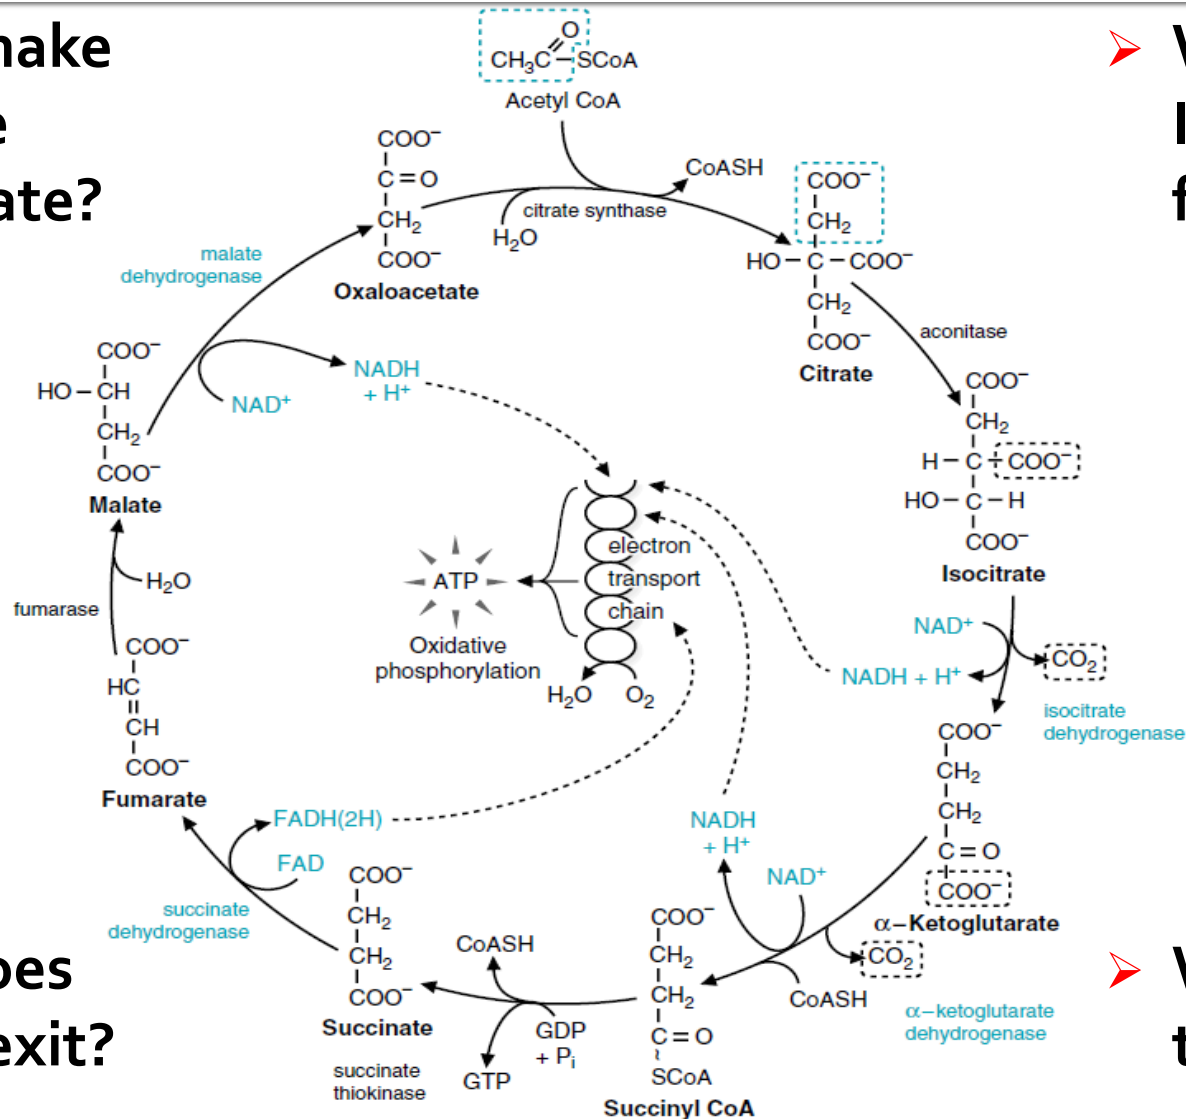 make
e
ate?
V
I
f
O
CH3C–SCoA
Acetyl CoA
COO⁻
C=O
CH2
COO⁻
Oxaloacetate
CoASH
citrate synthase
H2O
COO⁻
CH2
HO–C–COO⁻
CH2
COO⁻
Citrate
malate
dehydrogenase
aconitase
COO⁻
HO–CH
CH2
COO⁻
Malate
NADH
+ H⁺
NAD⁺
COO⁻
CH2
H–C–COO⁻
HO–C–H
COO⁻
Isocitrate
electron
transport
chain
ATP
Oxidative
phosphorylation
H2O
O2
H2O
fumarase
COO⁻
HC
CH
COO⁻
Fumarate
NAD⁺
NADH + H⁺
CO2
isocitrate
dehydrogenase
COO⁻
CH2
CH2
C=O
COO⁻
α–Ketoglutarate
FADH(2H)
FAD
succinate
dehydrogenase
NADH
+ H⁺
NAD⁺
CO2
CoASH
α–ketoglutarate
dehydrogenase
COO⁻
CH2
CH2
COO⁻
Succinate
CoASH
GDP
+ Pi
GTP
succinate
thiokinase
COO⁻
CH2
CH2
C=O
SCoA
Succinyl CoA
oes
exit?
V
t